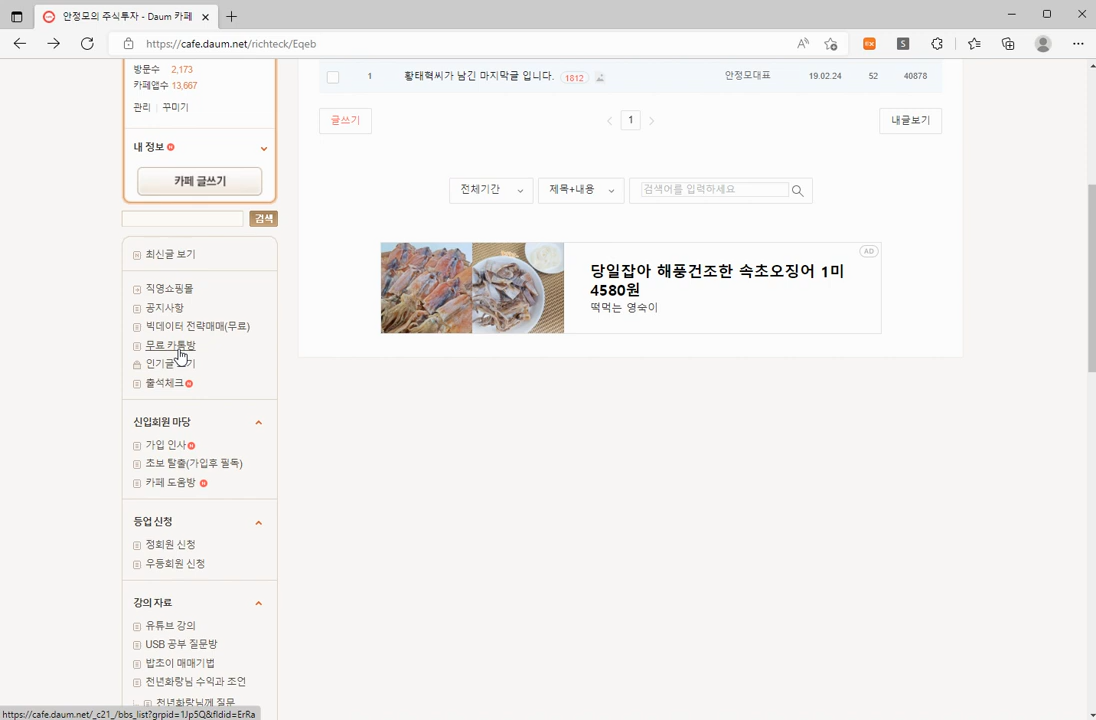 안정모의 주식투자 - Daum 카페
https://cafe.daum.net/richteck/Eqeb
방문수 2,173
카페앱수 13,667
관리 | 꾸미기
내 정보 N
카페 글쓰기
검색
최신글 보기
직영쇼핑몰
공지사항
빅데이터 전략매매(무료)
무료 카톡방
출석체크 N
신입회원 마당
가입 인사 N
초보 탈출(가입후 필독)
카페 도움방 N
등업 신청
정회원 신청
우등회원 신청
강의 자료
유튜브 강의
USB 공부 질문방
밥조이 매매기법
천년화랑님 수익과 조언
천년화랑님께 질문
1 황태혁씨가 남긴 마지막글 입니다. 1812 안정모대표 19.02.24 52 40878
글쓰기
1
내글보기
전체기간 제목+내용 검색어를 입력하세요
AD
당일잡아 해풍건조한 속초오징어 1미
4580원
떡먹는 영숙이
https://cafe.daum.net/_c21_/bbs_list?grpid=1Jp5Q&fldid=ErRa